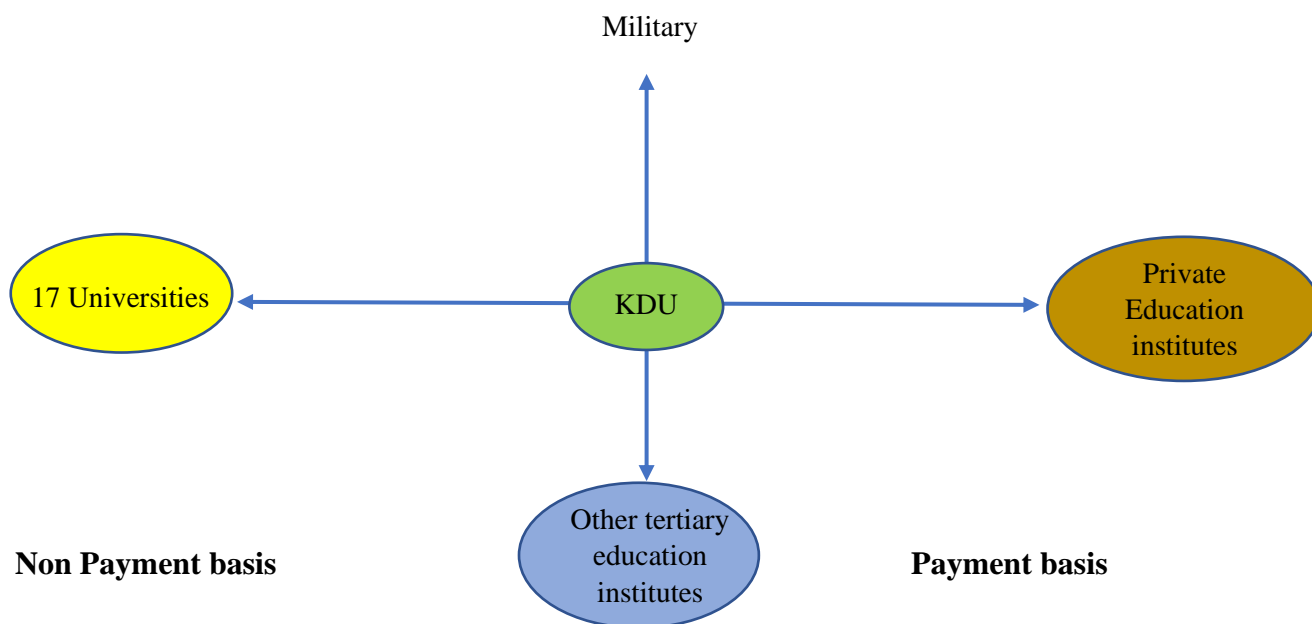 Military
17 Universities
KDU
Private
Education
institutes
Other tertiary
education
institutes
Non Payment basis
Payment basis